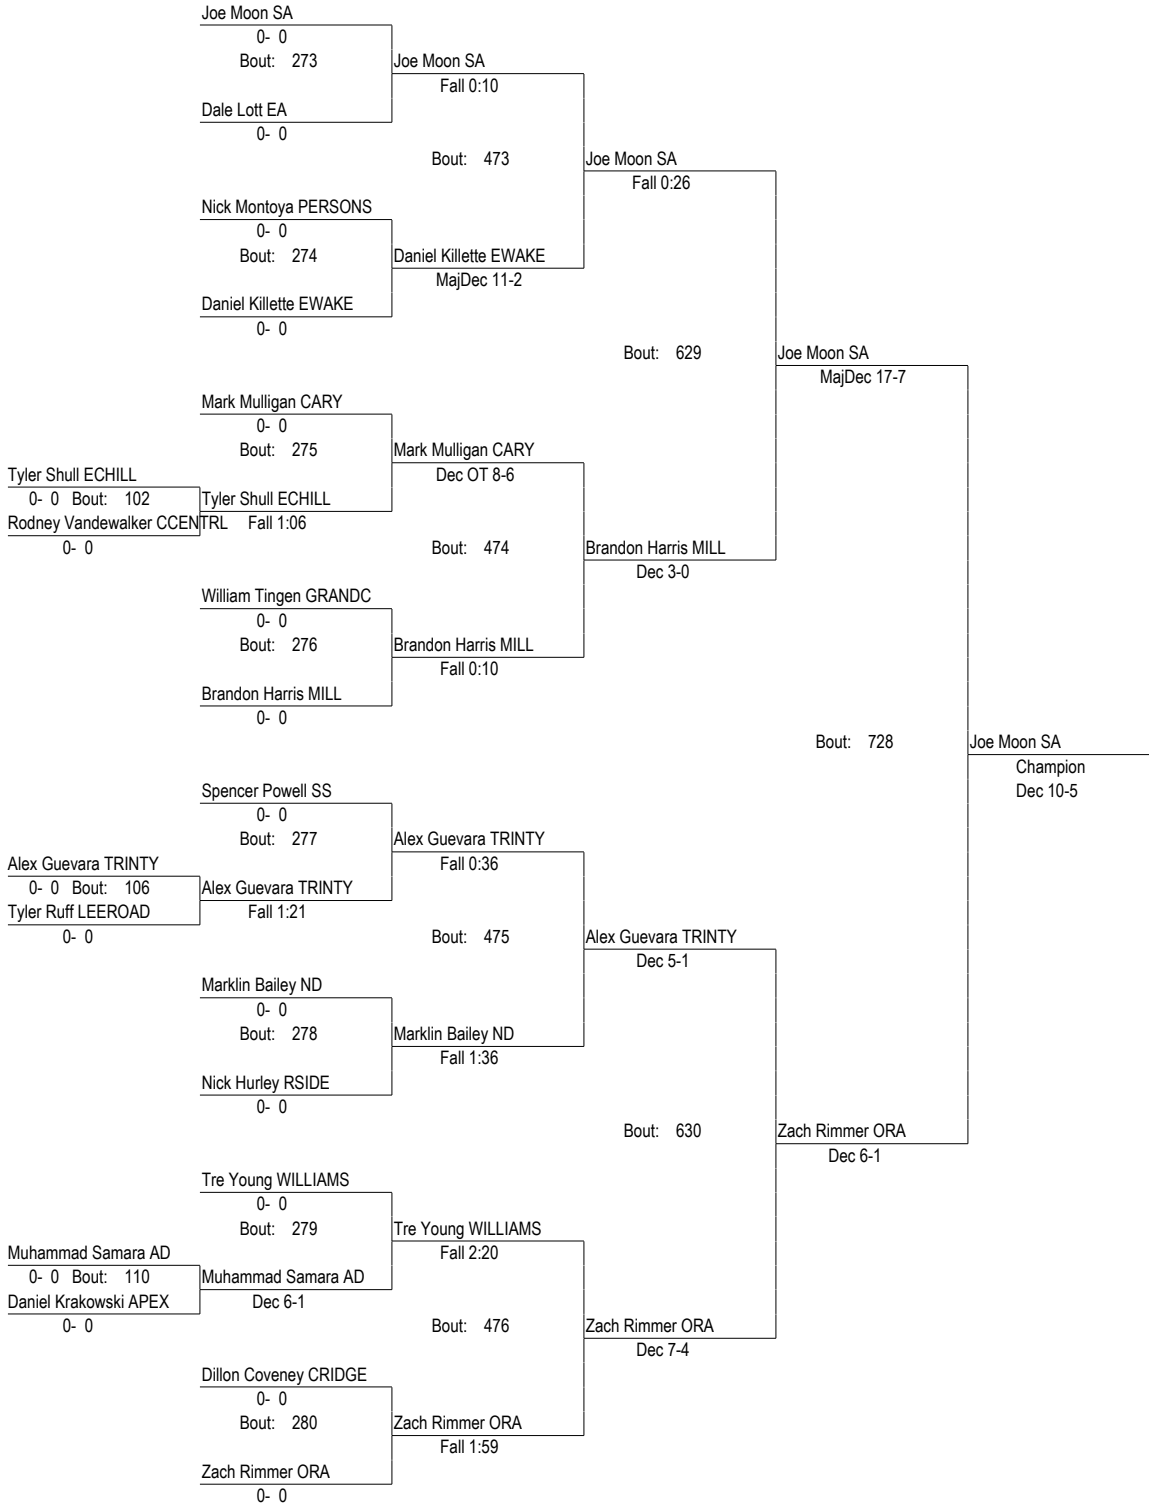 Joe Moon SA
0- 0
Bout: 273
Joe Moon SA
Fall 0:10
Dale Lott EA
0- 0
Bout: 473
Joe Moon SA
Fall 0:26
Nick Montoya PERSONS
0- 0
Bout: 274
Daniel Killette EWAKE
MajDec 11-2
Daniel Killette EWAKE
0- 0
Bout: 629
Joe Moon SA
MajDec 17-7
Mark Mulligan CARY
0- 0
Bout: 275
Mark Mulligan CARY
Dec OT 8-6
Tyler Shull ECHILL
0- 0 Bout: 102
Tyler Shull ECHILL
Rodney Vandewalker CCENTRL Fall 1:06
0- 0
Bout: 474
Brandon Harris MILL
Dec 3-0
William Tingen GRANDC
0- 0
Bout: 276
Brandon Harris MILL
Fall 0:10
Brandon Harris MILL
0- 0
Bout: 728
Joe Moon SA
Champion
Dec 10-5
Spencer Powell SS
0- 0
Bout: 277
Alex Guevara TRINTY
Fall 0:36
Alex Guevara TRINTY
0- 0 Bout: 106
Alex Guevara TRINTY
Tyler Ruff LEEROAD
Fall 1:21
0- 0
Bout: 475
Alex Guevara TRINTY
Dec 5-1
Marklin Bailey ND
0- 0
Bout: 278
Marklin Bailey ND
Fall 1:36
Nick Hurley RSIDE
0- 0
Bout: 630
Zach Rimmer ORA
Dec 6-1
Tre Young WILLIAMS
0- 0
Bout: 279
Tre Young WILLIAMS
Fall 2:20
Muhammad Samara AD
0- 0 Bout: 110
Muhammad Samara AD
Daniel Krakowski APEX
Dec 6-1
0- 0
Bout: 476
Zach Rimmer ORA
Dec 7-4
Dillon Coveney CRIDGE
0- 0
Bout: 280
Zach Rimmer ORA
Fall 1:59
Zach Rimmer ORA
0- 0